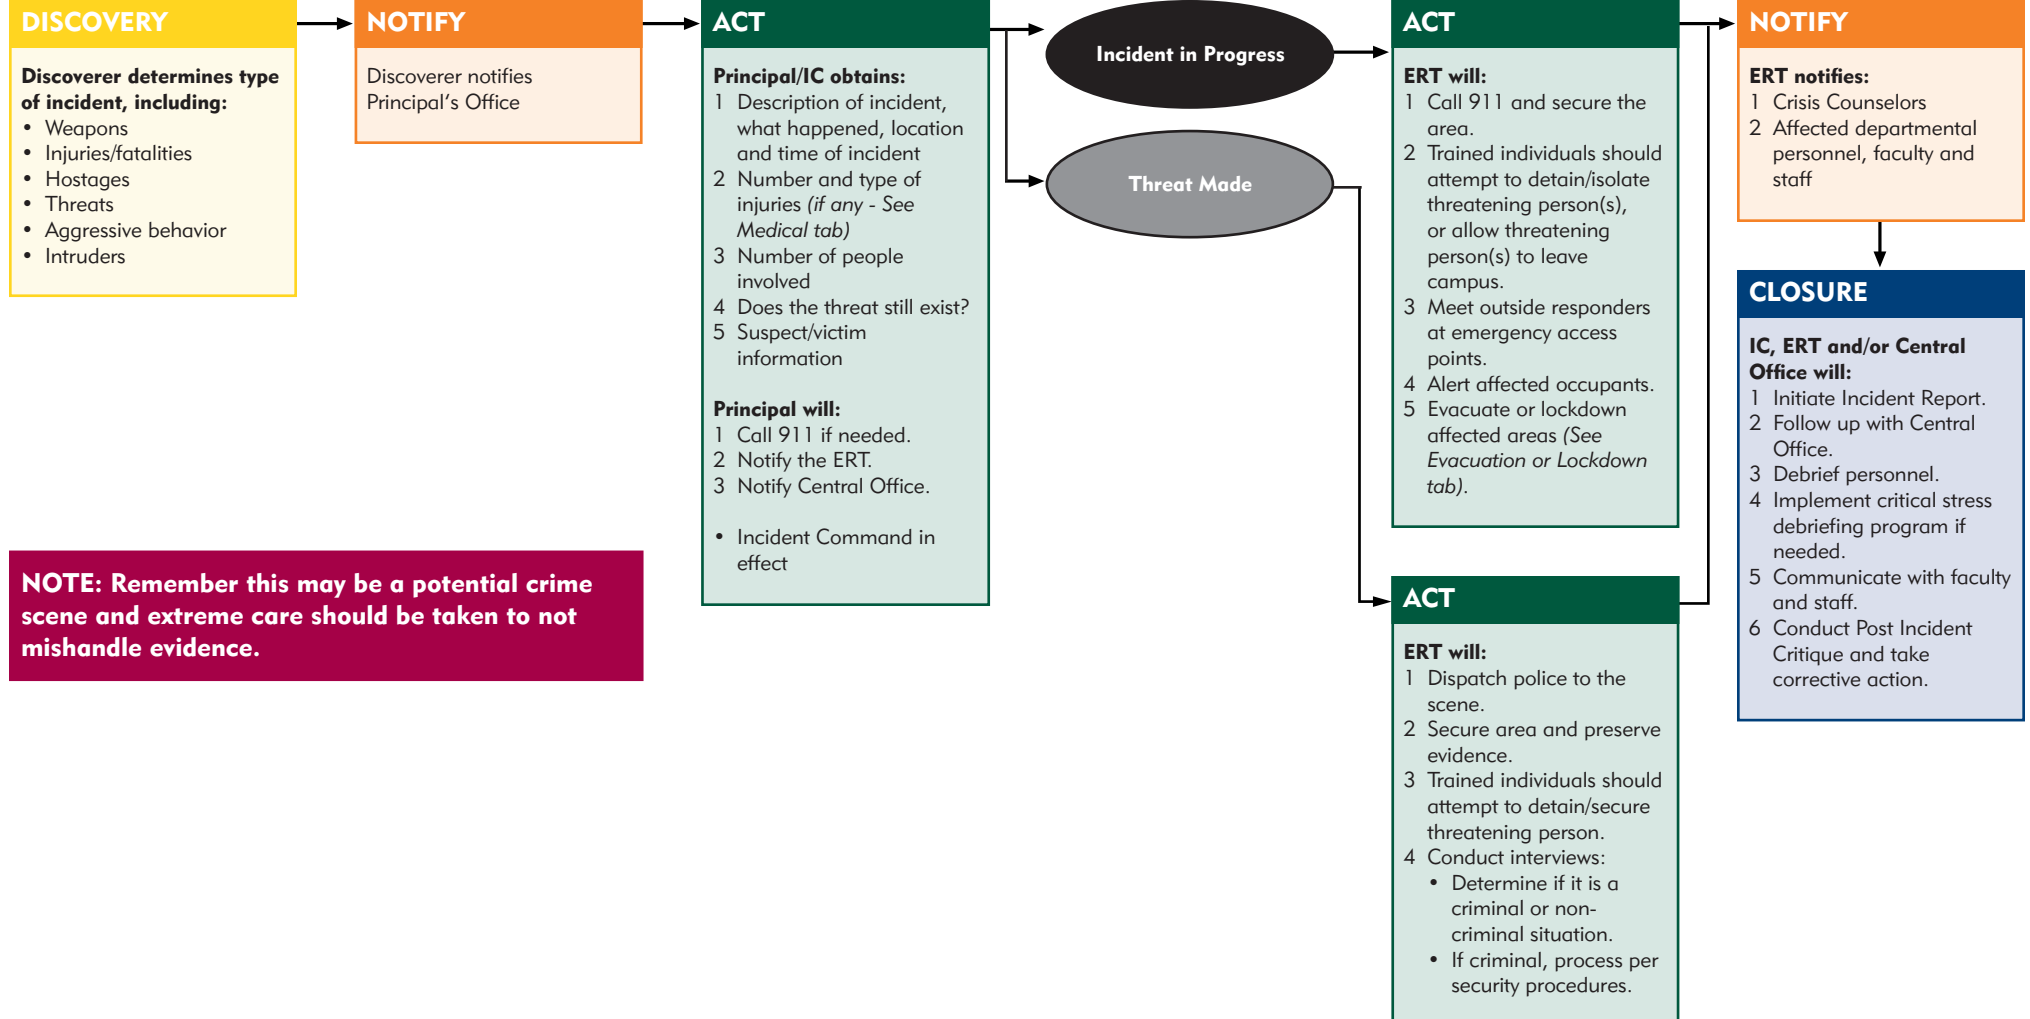 DISCOVERY
Discoverer determines type
of incident, including:
• Weapons
• Injuries/fatalities
• Hostages
• Threats
• Aggressive behavior
• Intruders
NOTE: Remember this may be a potential crime
scene and extreme care should be taken to not
mishandle evidence.
NOTIFY
Discoverer notifies
Principal's Office
ACT
Principal/IC obtains:
1 Description of incident,
what happened, location
and time of incident
2 Number and type of
injuries (if any - See
Medical tab)
3 Number of people
involved
4 Does the threat still exist?
5 Suspect/victim
information
Principal will:
1 Call 911 if needed.
2 Notify the ERT.
3 Notify Central Office.
• Incident Command in
effect
Incident in Progress
Threat Made
ACT
ERT will:
1 Call 911 and secure the
area.
2 Trained individuals should
attempt to detain/isolate
threatening person(s),
or allow threatening
person(s) to leave
campus.
3 Meet outside responders
at emergency access
points.
4 Alert affected occupants.
5 Evacuate or lockdown
affected areas (See
Evacuation or Lockdown
tab).
ACT
ERT will:
1 Dispatch police to the
scene.
2 Secure area and preserve
evidence.
3 Trained individuals should
attempt to detain/secure
threatening person.
4 Conduct interviews:
• Determine if it is a
criminal or non-
criminal situation.
• If criminal, process per
security procedures.
NOTIFY
ERT notifies:
1 Crisis Counselors
2 Affected departmental
personnel, faculty and
staff
CLOSURE
IC, ERT and/or Central
Office will:
1 Initiate Incident Report.
2 Follow up with Central
Office.
3 Debrief personnel.
4 Implement critical stress
debriefing program if
needed.
5 Communicate with faculty
and staff.
6 Conduct Post Incident
Critique and take
corrective action.